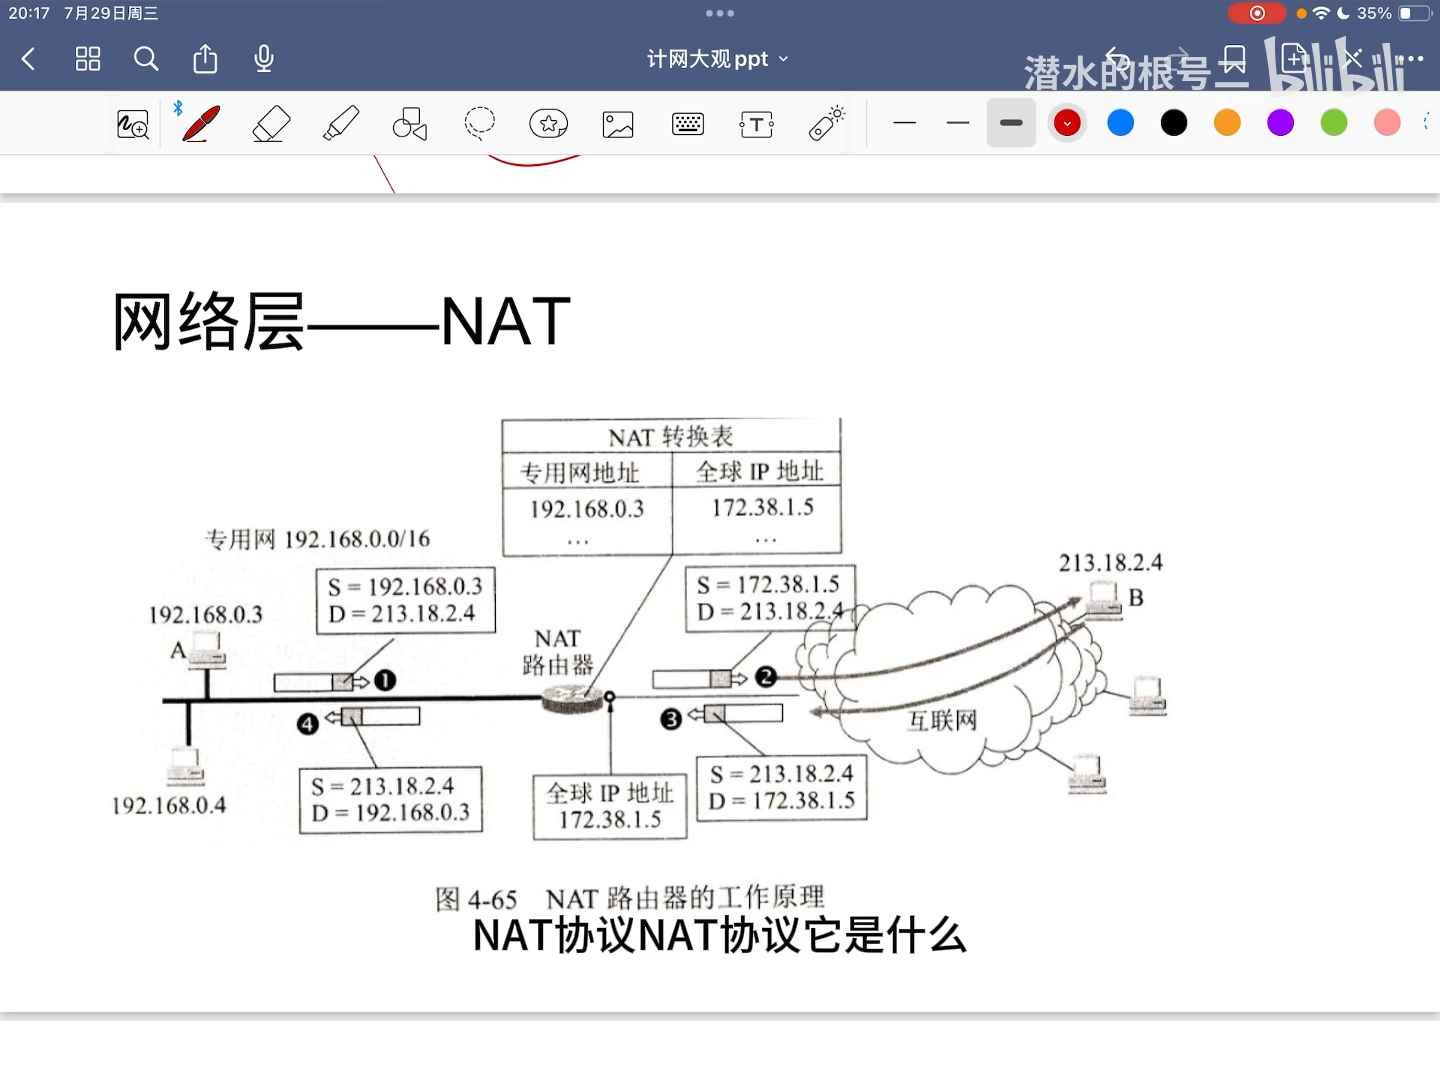 20:17 7月29日周三
35%
计网大观ppt
潜水的根号二 bilibili
T
网络层——NAT
NAT 转换表
专用网地址 全球 IP 地址
192.168.0.3 172.38.1.5
… …
专用网 192.168.0.0/16
S = 192.168.0.3
D = 213.18.2.4
S = 172.38.1.5
D = 213.18.2.4
213.18.2.4
B
192.168.0.3
A
NAT
路由器
❶
❷
❹
❸
互联网
192.168.0.4
S = 213.18.2.4
D = 192.168.0.3
全球 IP 地址
172.38.1.5
S = 213.18.2.4
D = 172.38.1.5
图 4-65 NAT 路由器的工作原理
NAT协议NAT协议它是什么